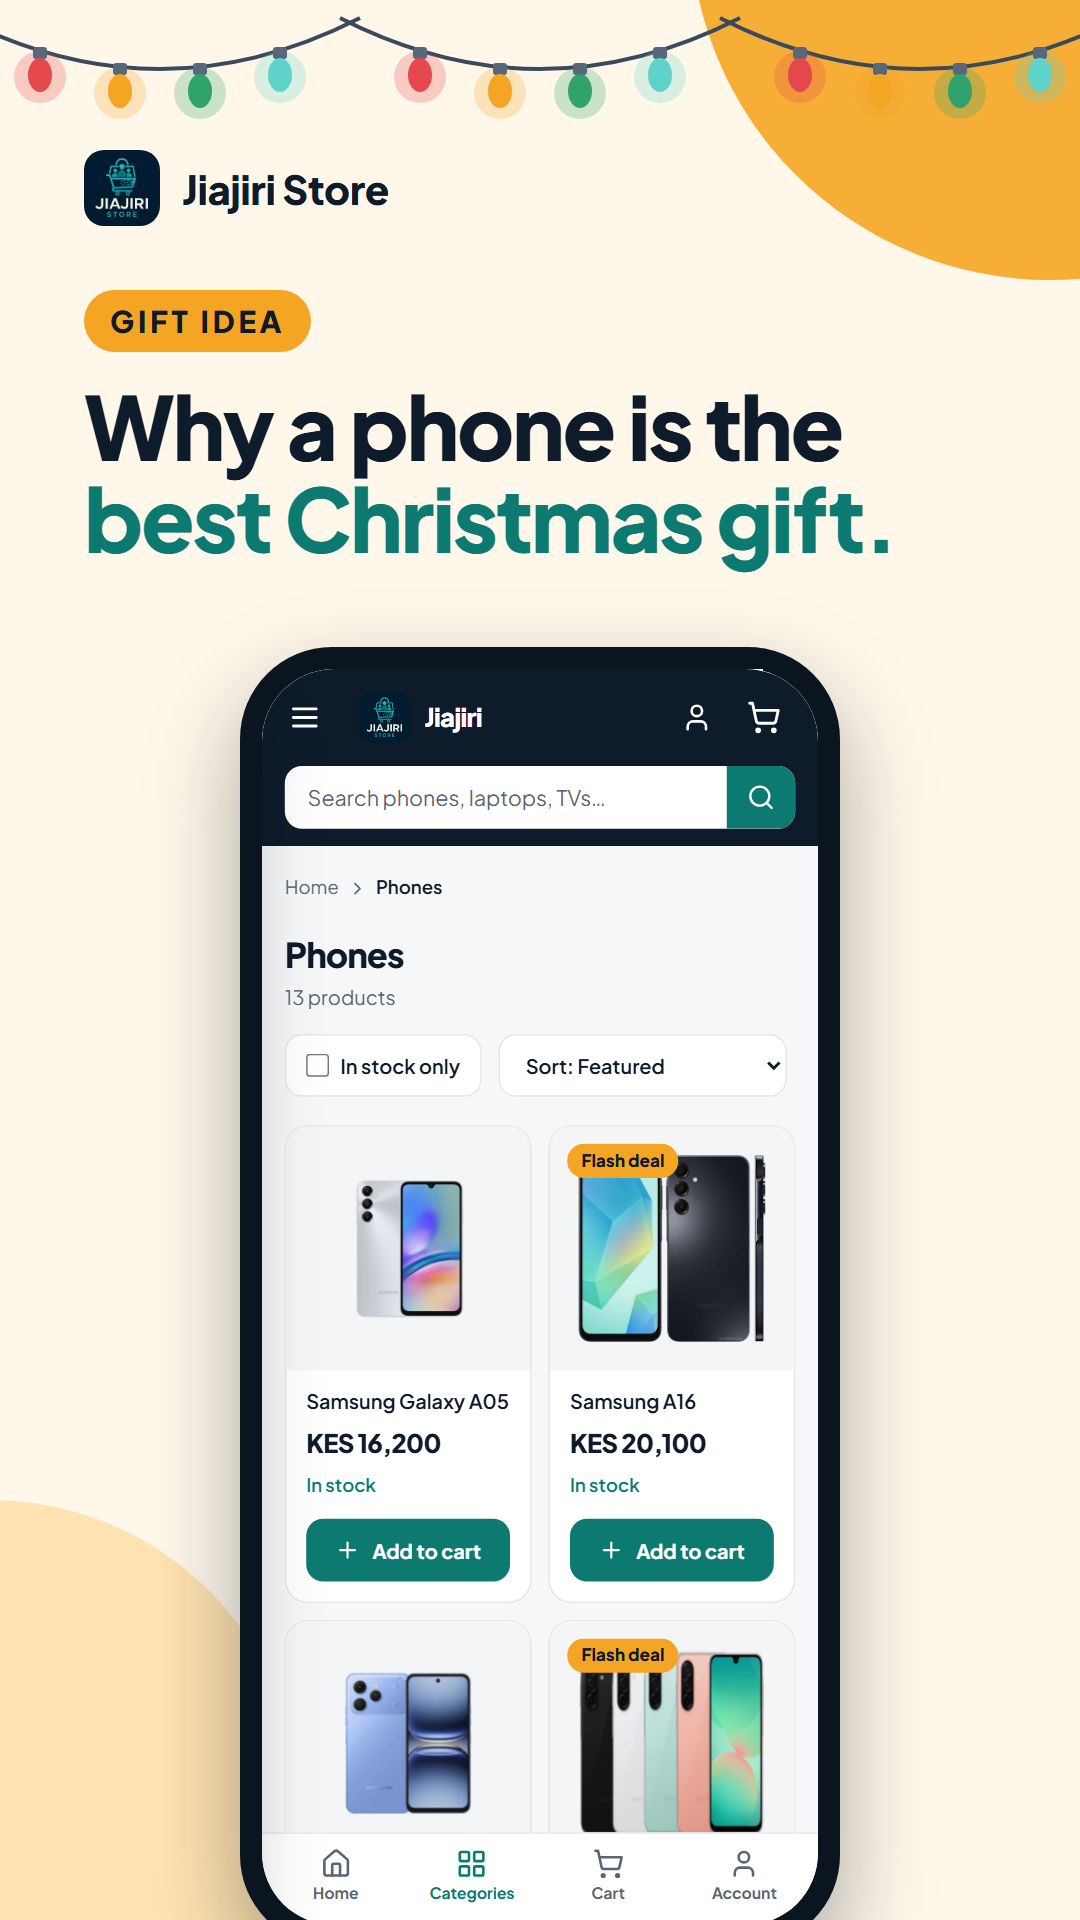 JIAJIRI
STORE
Jiajiri Store
GIFT IDEA
Why a phone is the
best Christmas gift.
JIAJIRI
STORE
Jiajiri
Search phones, laptops, TVs...
Home > Phones
Phones
13 products
In stock only
Sort: Featured
Flash deal
Samsung Galaxy A05
KES 16,200
In stock
+ Add to cart
Samsung A16
KES 20,100
In stock
+ Add to cart
Flash deal
Home
Categories
Cart
Account